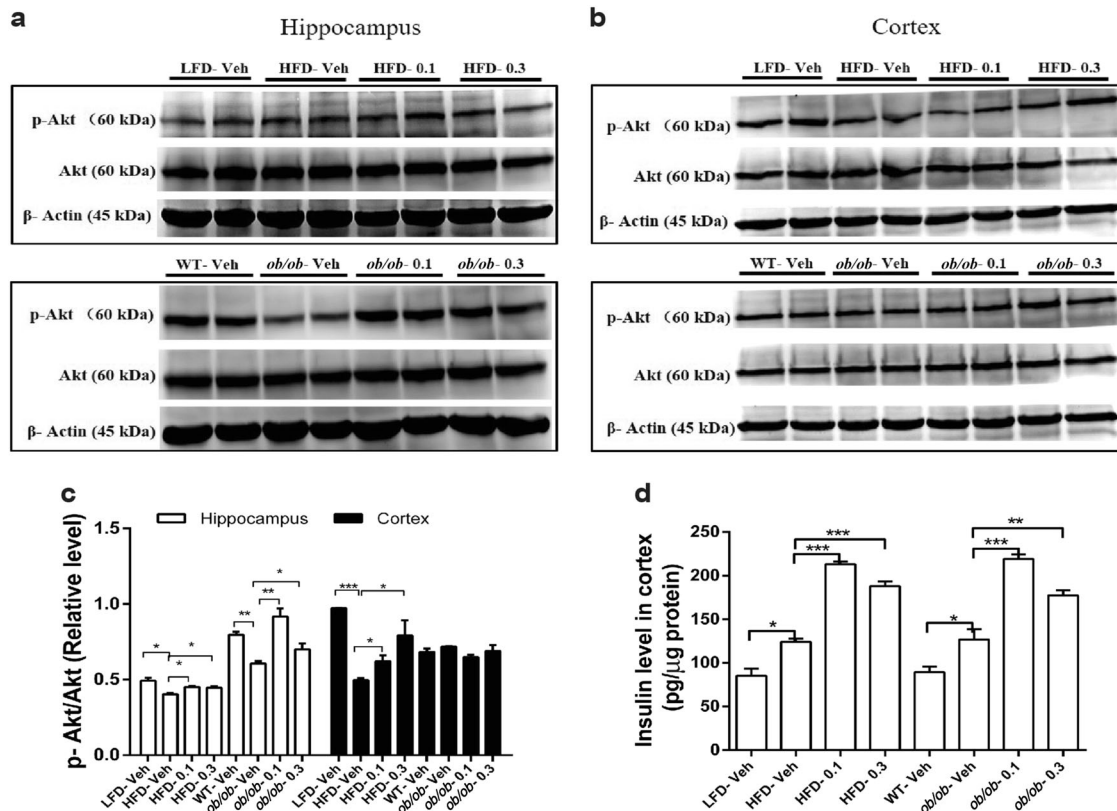 a
Hippocampus
LFD- Veh HFD- Veh HFD- 0.1 HFD- 0.3
p-Akt （60 kDa)
Akt (60 kDa)
β- Actin (45 kDa)
WT- Veh ob/ob- Veh ob/ob- 0.1 ob/ob- 0.3
p-Akt （60 kDa)
Akt (60 kDa)
β- Actin (45 kDa)
b
Cortex
LFD- Veh HFD- Veh HFD- 0.1 HFD- 0.3
p-Akt （60 kDa)
Akt (60 kDa)
β- Actin (45 kDa)
WT- Veh ob/ob- Veh ob/ob- 0.1 ob/ob- 0.3
p-Akt （60 kDa)
Akt (60 kDa)
β- Actin (45 kDa)
c
Hippocampus Cortex
p- Akt/Akt (Relative level)
1.5
1.0
0.5
0.0
* * * ** ** * *** * *
LFD- Veh HFD- Veh HFD- 0.1 HFD- 0.3 WT- Veh ob/ob- Veh ob/ob- 0.1 ob/ob- 0.3 LFD- Veh HFD- Veh HFD- 0.1 HFD- 0.3 WT- Veh ob/ob- Veh ob/ob- 0.1 ob/ob- 0.3
d
Insulin level in cortex
(pg/μg protein)
250
200
150
100
50
0
* *** *** * *** **
LFD- Veh HFD- Veh HFD- 0.1 HFD- 0.3 WT- Veh ob/ob- Veh ob/ob- 0.1 ob/ob- 0.3